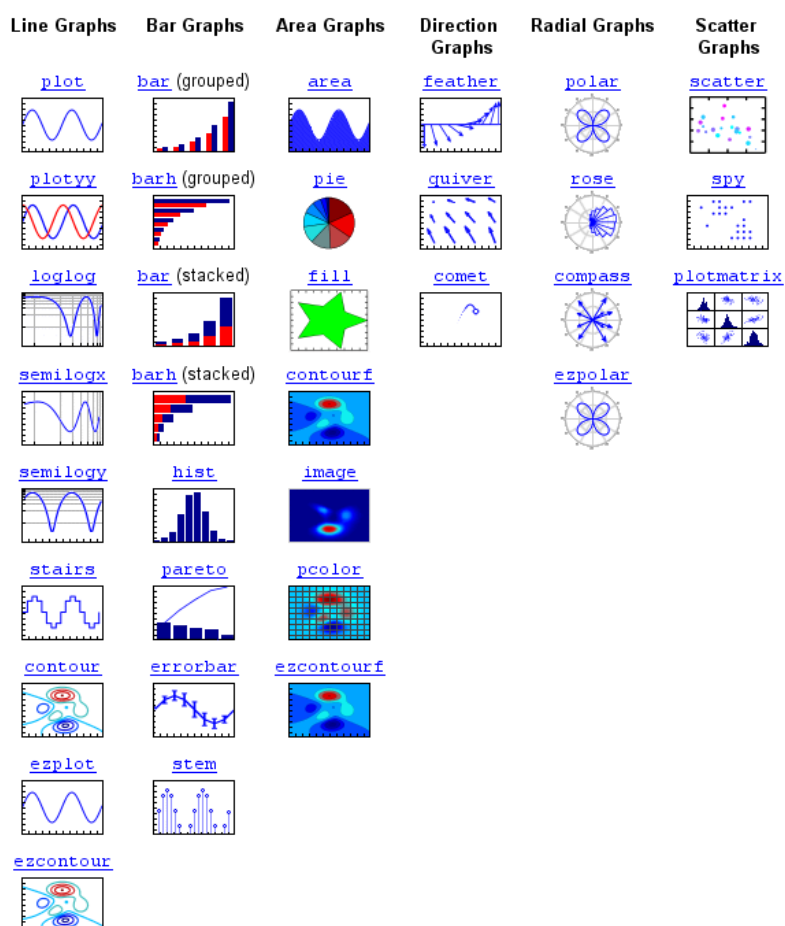 Line Graphs Bar Graphs Area Graphs Direction Graphs Radial Graphs Scatter Graphs
plot bar (grouped) area feather polar scatter
plotyy barh (grouped) pie quiver rose spy
loglog bar (stacked) fill comet compass plotmatrix
semilogx barh (stacked) contourf ezpolar
semilogy hist image
stairs pareto pcolor
contour errorbar ezcontourf
ezplot stem
ezcontour